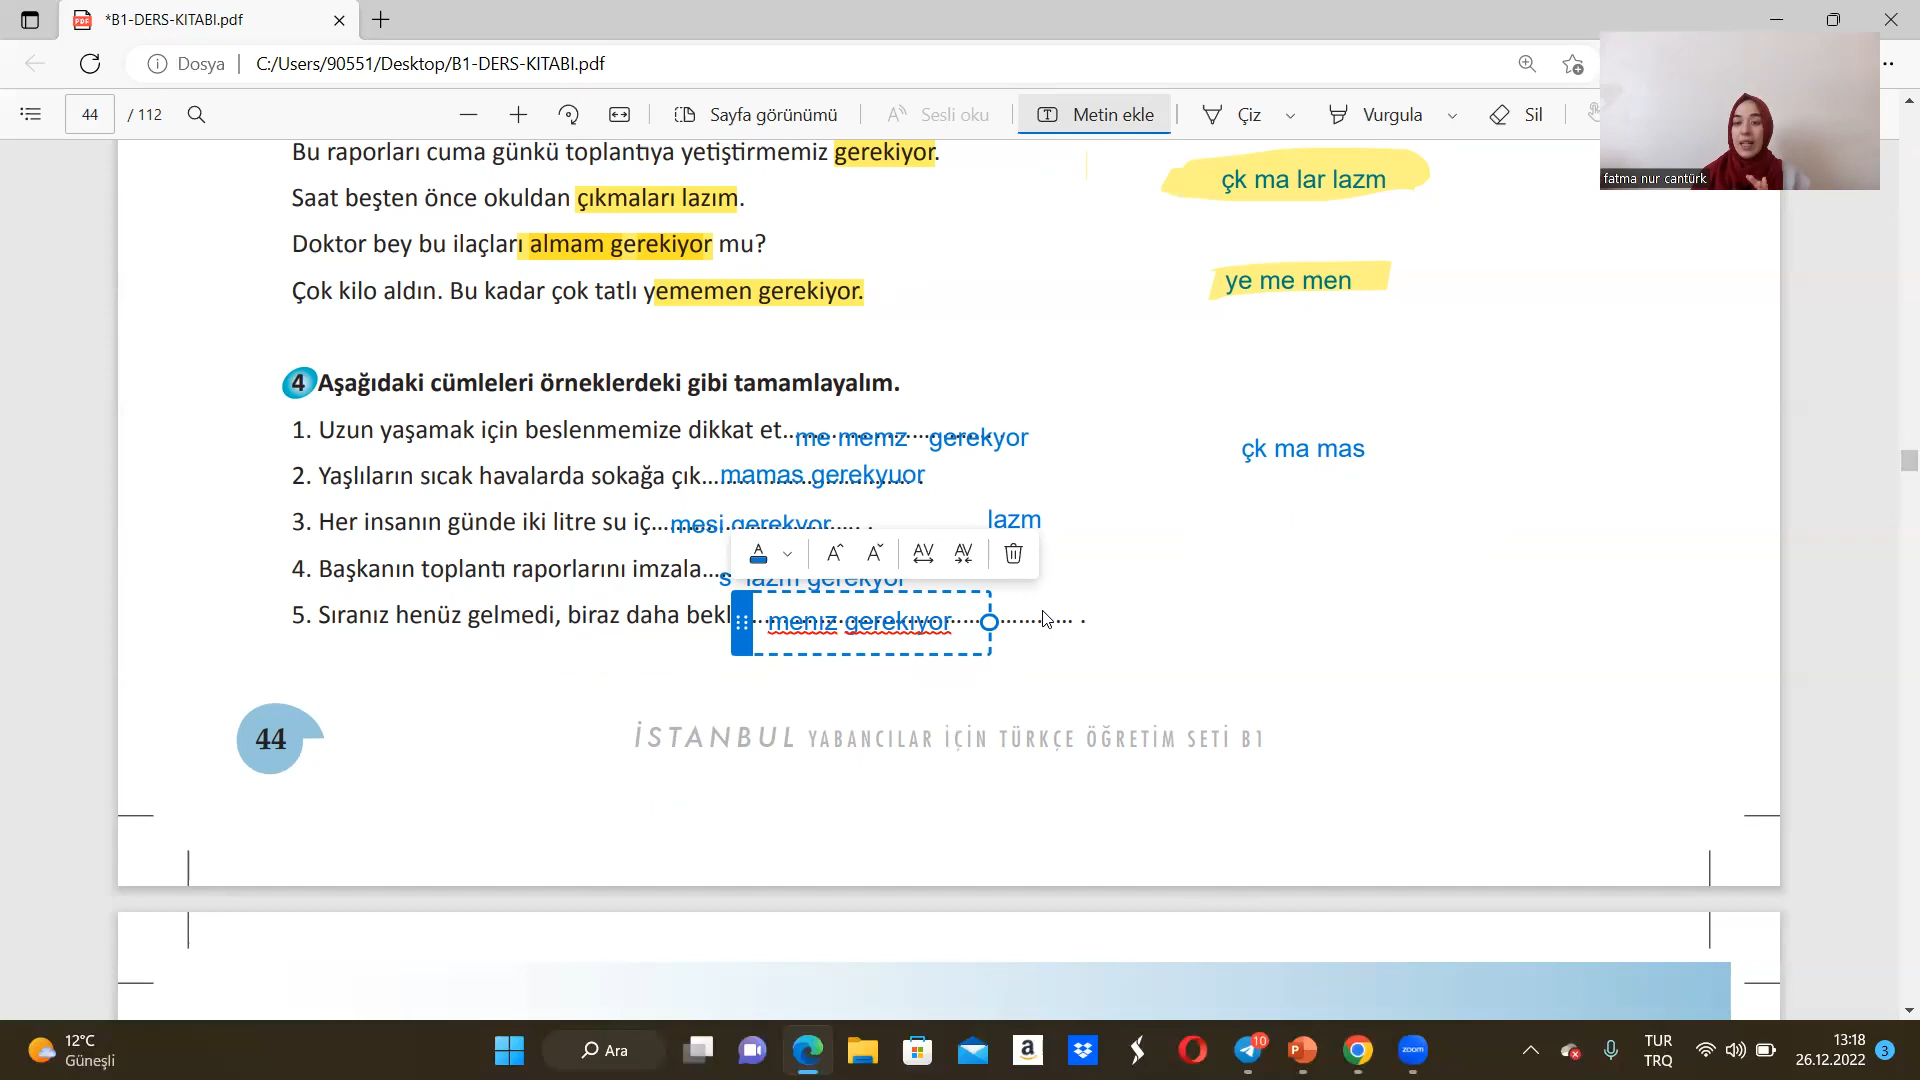 *B1-DERS-KITABI.pdf
Dosya
C:/Users/90551/Desktop/B1-DERS-KITABI.pdf
44 / 112
Sayfa görünümü
Sesli oku
Metin ekle
Çiz
Vurgula
Sil
fatma nur cantürk
Bu raporları cuma günkü toplantıya yetiştirmemiz gerekiyor.
çk ma lar lazm
Saat beşten önce okuldan çıkmaları lazım.
Doktor bey bu ilaçları almam gerekiyor mu?
Çok kilo aldın. Bu kadar çok tatlı yememen gerekiyor.
ye me men
4 Aşağıdaki cümleleri örneklerdeki gibi tamamlayalım.
1. Uzun yaşamak için beslenmemize dikkat et........ me memz gerekyor
çk ma mas
2. Yaşlıların sıcak havalarda sokağa çık... mamas gerekyuor .
3. Her insanın günde iki litre su iç... mesi gerekyor ... .
lazm
4. Başkanın toplantı raporlarını imzala... s lazm gerekyor
5. Sıranız henüz gelmedi, biraz daha bekl... menız gerekıyor ........ .
44
İSTANBUL YABANCILAR İÇİN TÜRKÇE ÖĞRETİM SETİ B1
12°C
Güneşli
Ara
10
zoom
TUR
TRQ
13:18
26.12.2022
3